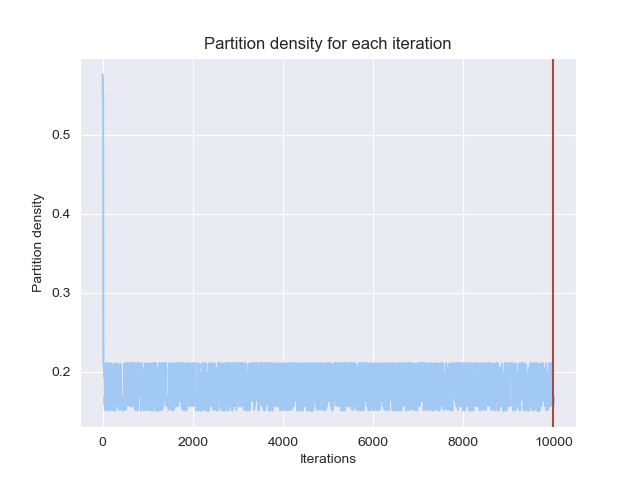 Partition density for each iteration
Partition density
0.5
0.4
0.3
0.2
0 2000 4000 6000 8000 10000
Iterations